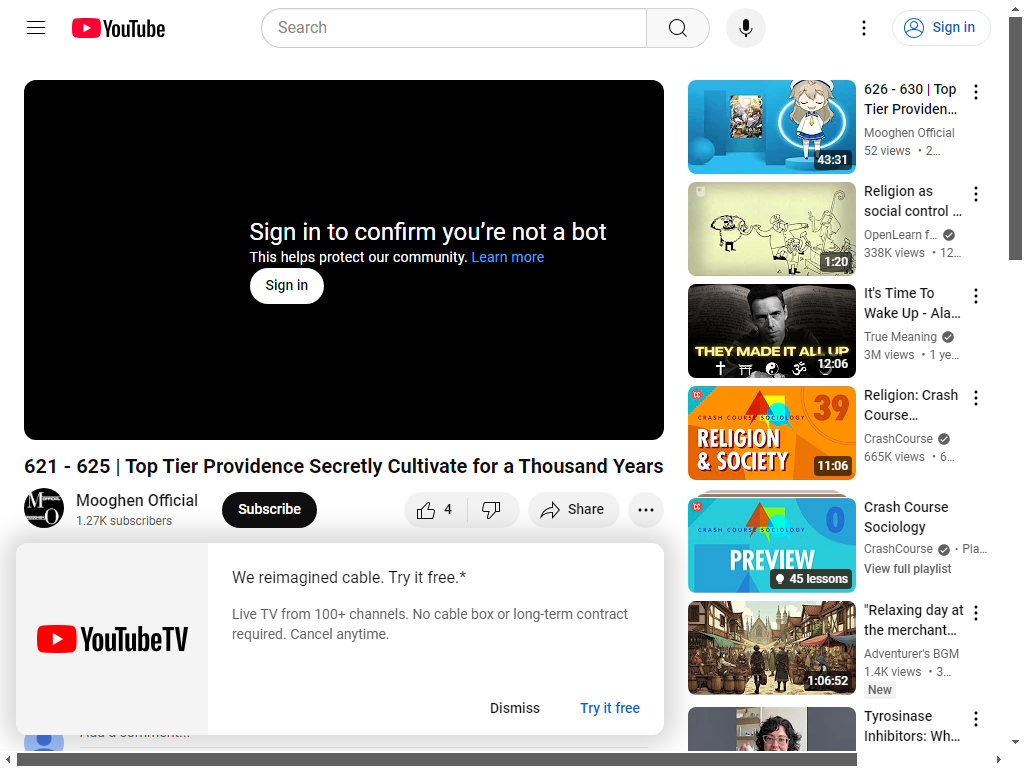 YouTube
Search
Sign in
Sign in to confirm you’re not a bot
This helps protect our community. Learn more
Sign in
621 - 625 | Top Tier Providence Secretly Cultivate for a Thousand Years
Mooghen Official
1.27K subscribers
Subscribe
4
Share
We reimagined cable. Try it free.*
Live TV from 100+ channels. No cable box or long-term contract
required. Cancel anytime.
YouTubeTV
Dismiss
Try it free
Add a comment...
43:31
626 - 630 | Top
Tier Providen…
Mooghen Official
52 views • 2…
1:20
Religion as
social control …
OpenLearn f…
338K views • 12…
THEY MADE IT ALL UP
12:06
It's Time To
Wake Up - Ala…
True Meaning
3M views • 1 ye…
CC
39
CRASH COURSE SOCIOLOGY
RELIGION
& SOCIETY
11:06
Religion: Crash
Course…
CrashCourse
665K views • 6…
CC
0
CRASH COURSE SOCIOLOGY
PREVIEW
45 lessons
Crash Course
Sociology
CrashCourse • Pla…
View full playlist
1:06:52
"Relaxing day at
the merchant…
Adventurer's BGM
1.4K views • 3…
New
Tyrosinase
Inhibitors: Wh…